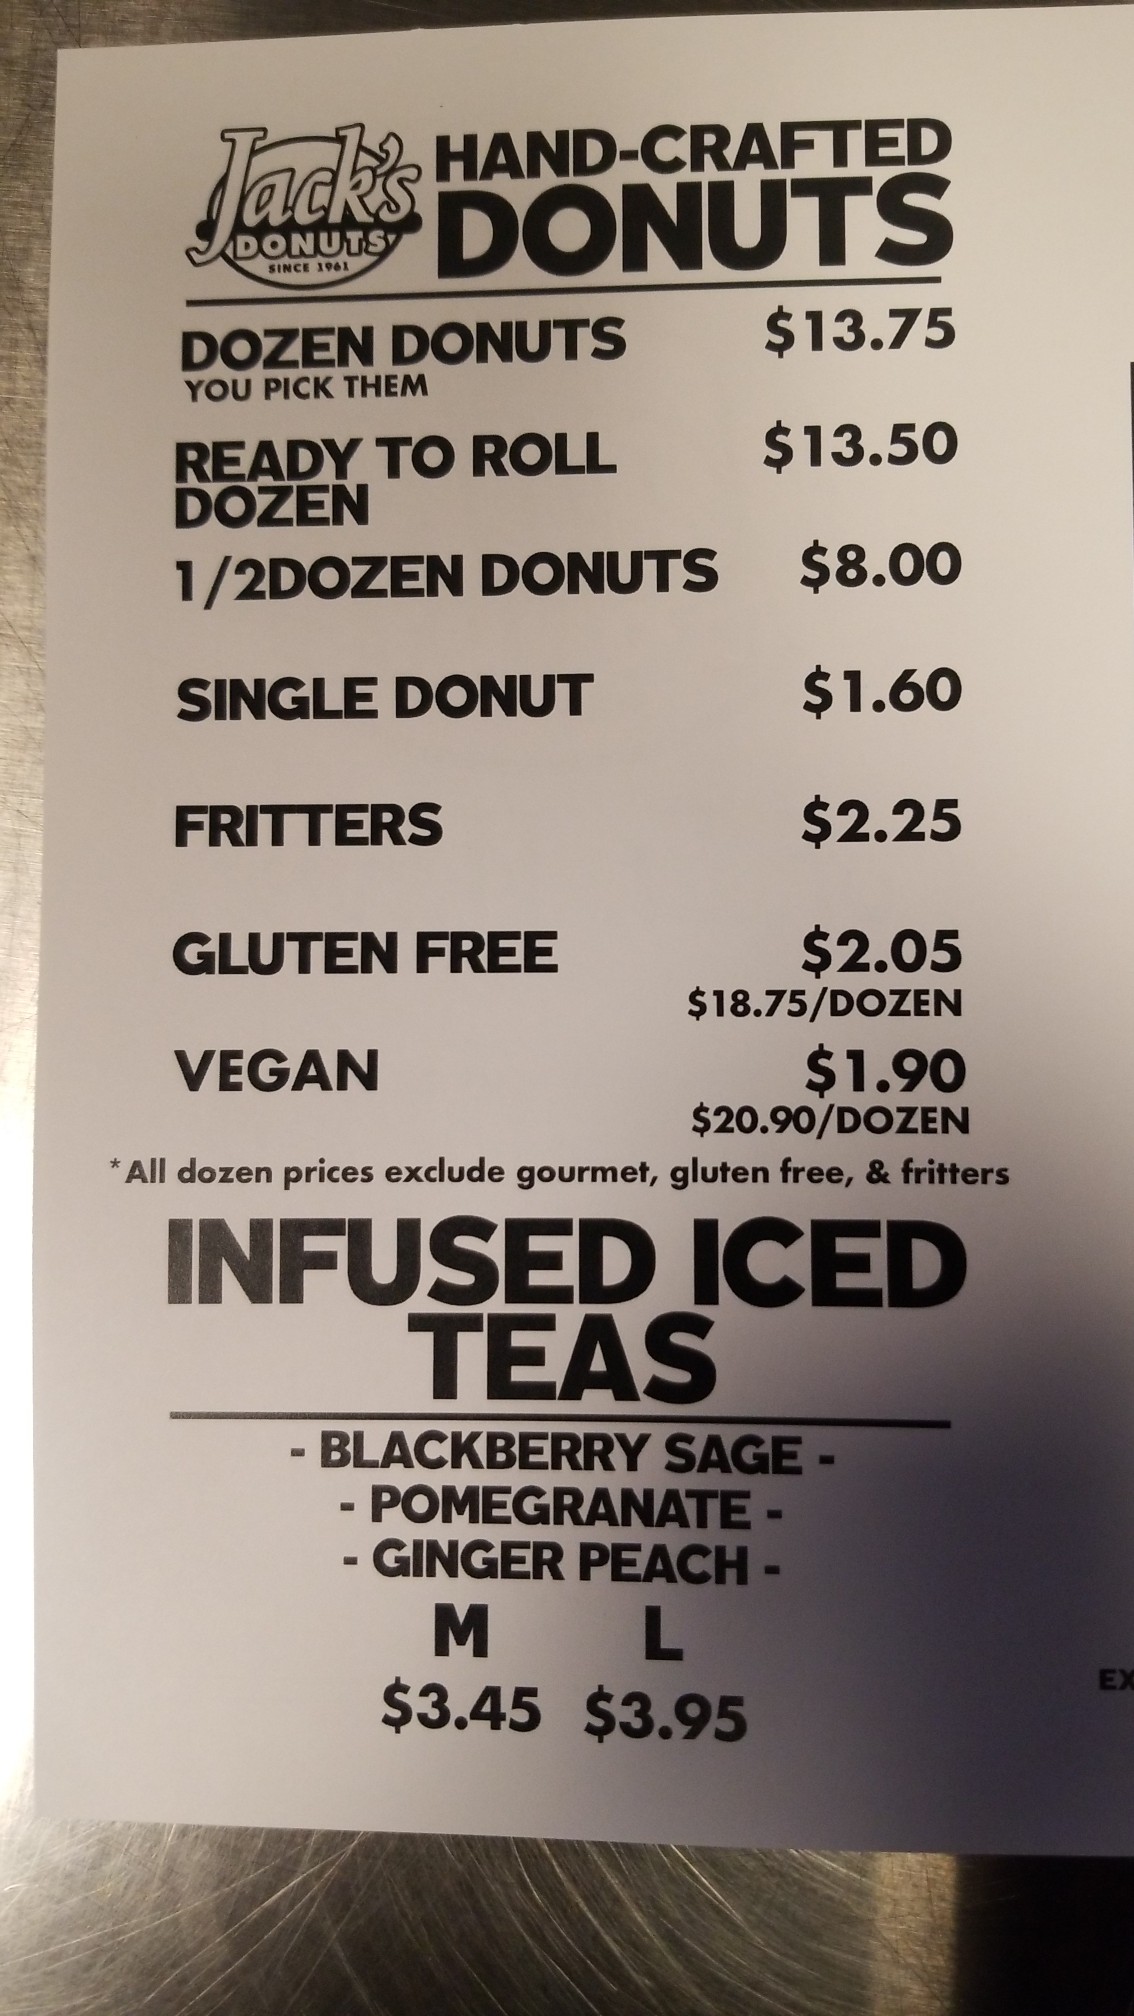 Jack's
DONUTS
SINCE 1961
HAND-CRAFTED
DONUTS
DOZEN DONUTS $13.75
YOU PICK THEM
READY TO ROLL $13.50
DOZEN
1/2DOZEN DONUTS $8.00
SINGLE DONUT $1.60
FRITTERS $2.25
GLUTEN FREE $2.05
$18.75/DOZEN
VEGAN $1.90
$20.90/DOZEN
*All dozen prices exclude gourmet, gluten free, & fritters
INFUSED ICED
TEAS
- BLACKBERRY SAGE -
- POMEGRANATE -
- GINGER PEACH -
M L
$3.45 $3.95
EX